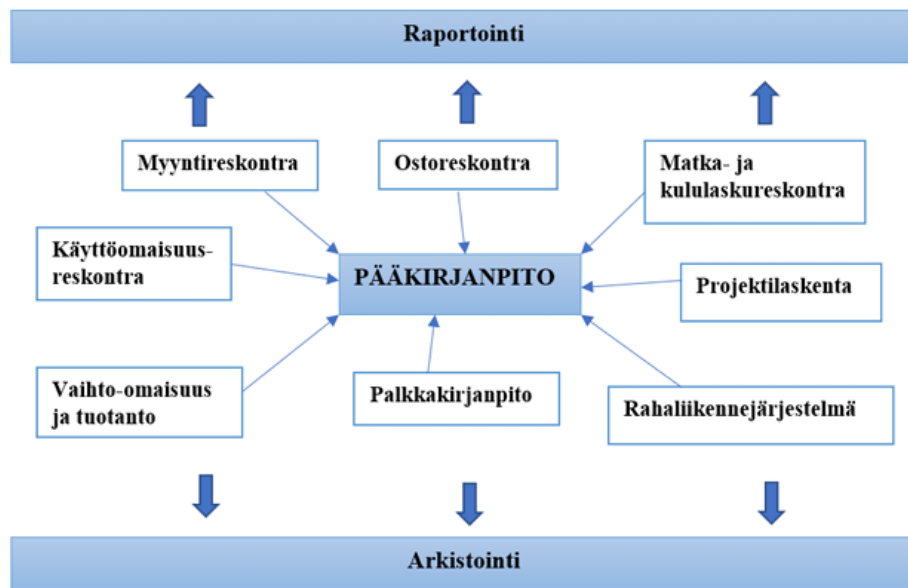 Raportointi
Myyntireskontra
Ostoreskontra
Matka- ja
kululaskureskontra
Käyttöomaisuus-
reskontra
PÄÄKIRJANPITO
Projektilaskenta
Vaihto-omaisuus
ja tuotanto
Palkkakirjanpito
Rahaliikennejärjestelmä
Arkistointi